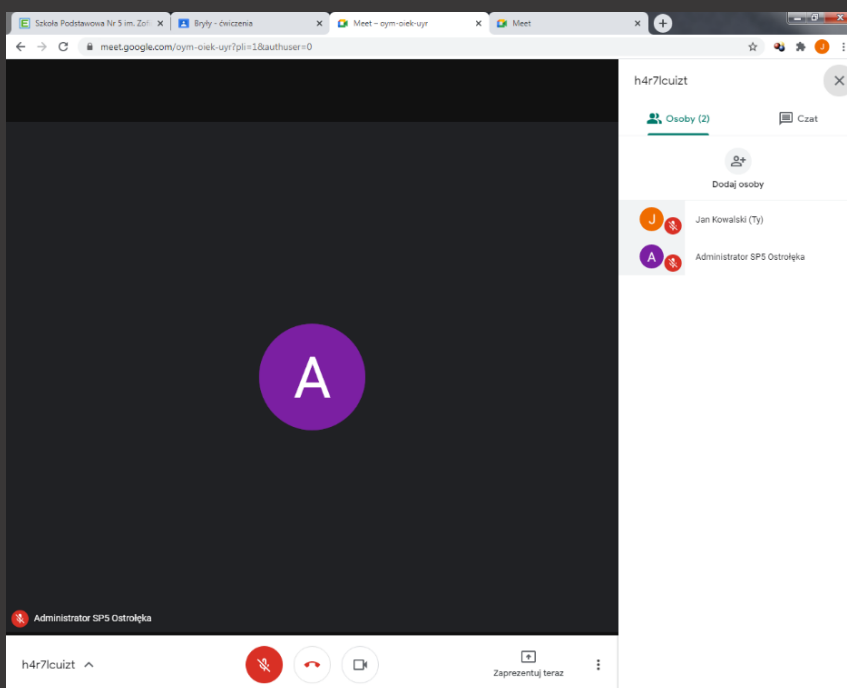 Szkoła Podstawowa Nr 5 im. Zofi
Bryły - ćwiczenia
Meet – oym-oiek-uyr
Meet
meet.google.com/oym-oiek-uyr?pli=1&authuser=0
J
h4r7lcuizt
Osoby (2)
Czat
Dodaj osoby
J
Jan Kowalski (Ty)
A
Administrator SP5 Ostrołęka
A
Administrator SP5 Ostrołęka
h4r7lcuizt
Zaprezentuj teraz